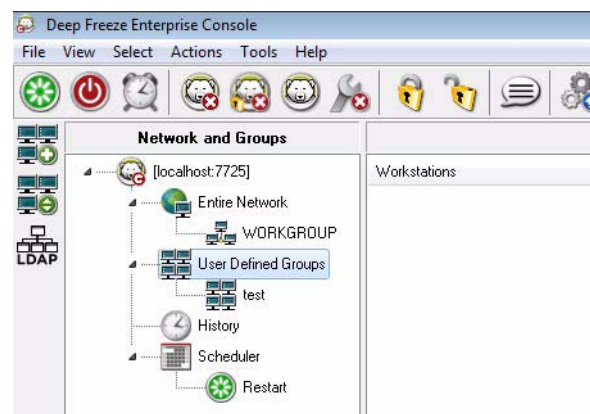 Deep Freeze Enterprise Console
File View Select Actions Tools Help
Network and Groups
[localhost:7725]
Workstations
Entire Network
WORKGROUP
LDAP
User Defined Groups
test
History
Scheduler
Restart